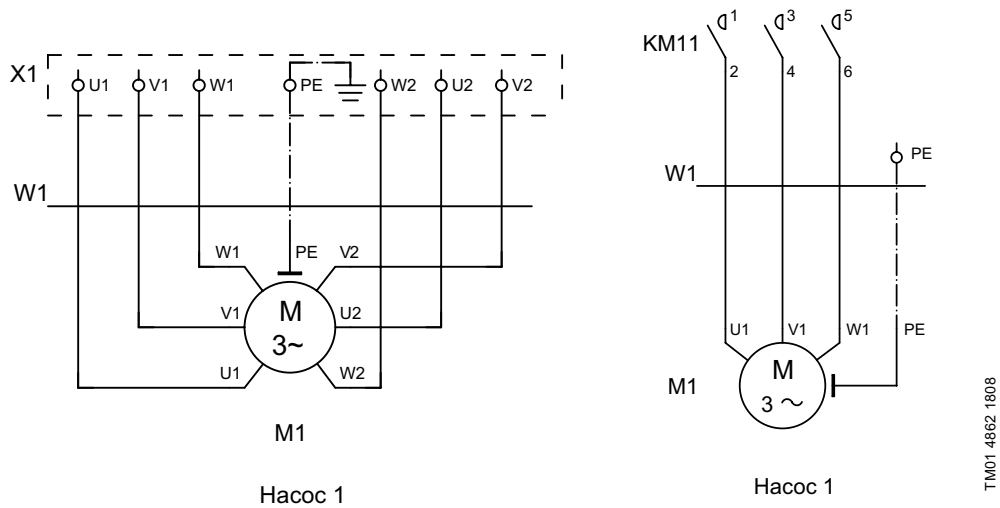 X1
U1 V1 W1 PE W2 U2 V2
W1
W1 PE V2
V1 M U2
3~
U1 W2
M1
Насос 1
KM11
1 3 5
2 4 6
PE
W1
U1 V1 W1 PE
M1
M
3 ~
Насос 1
TM01 4862 1808